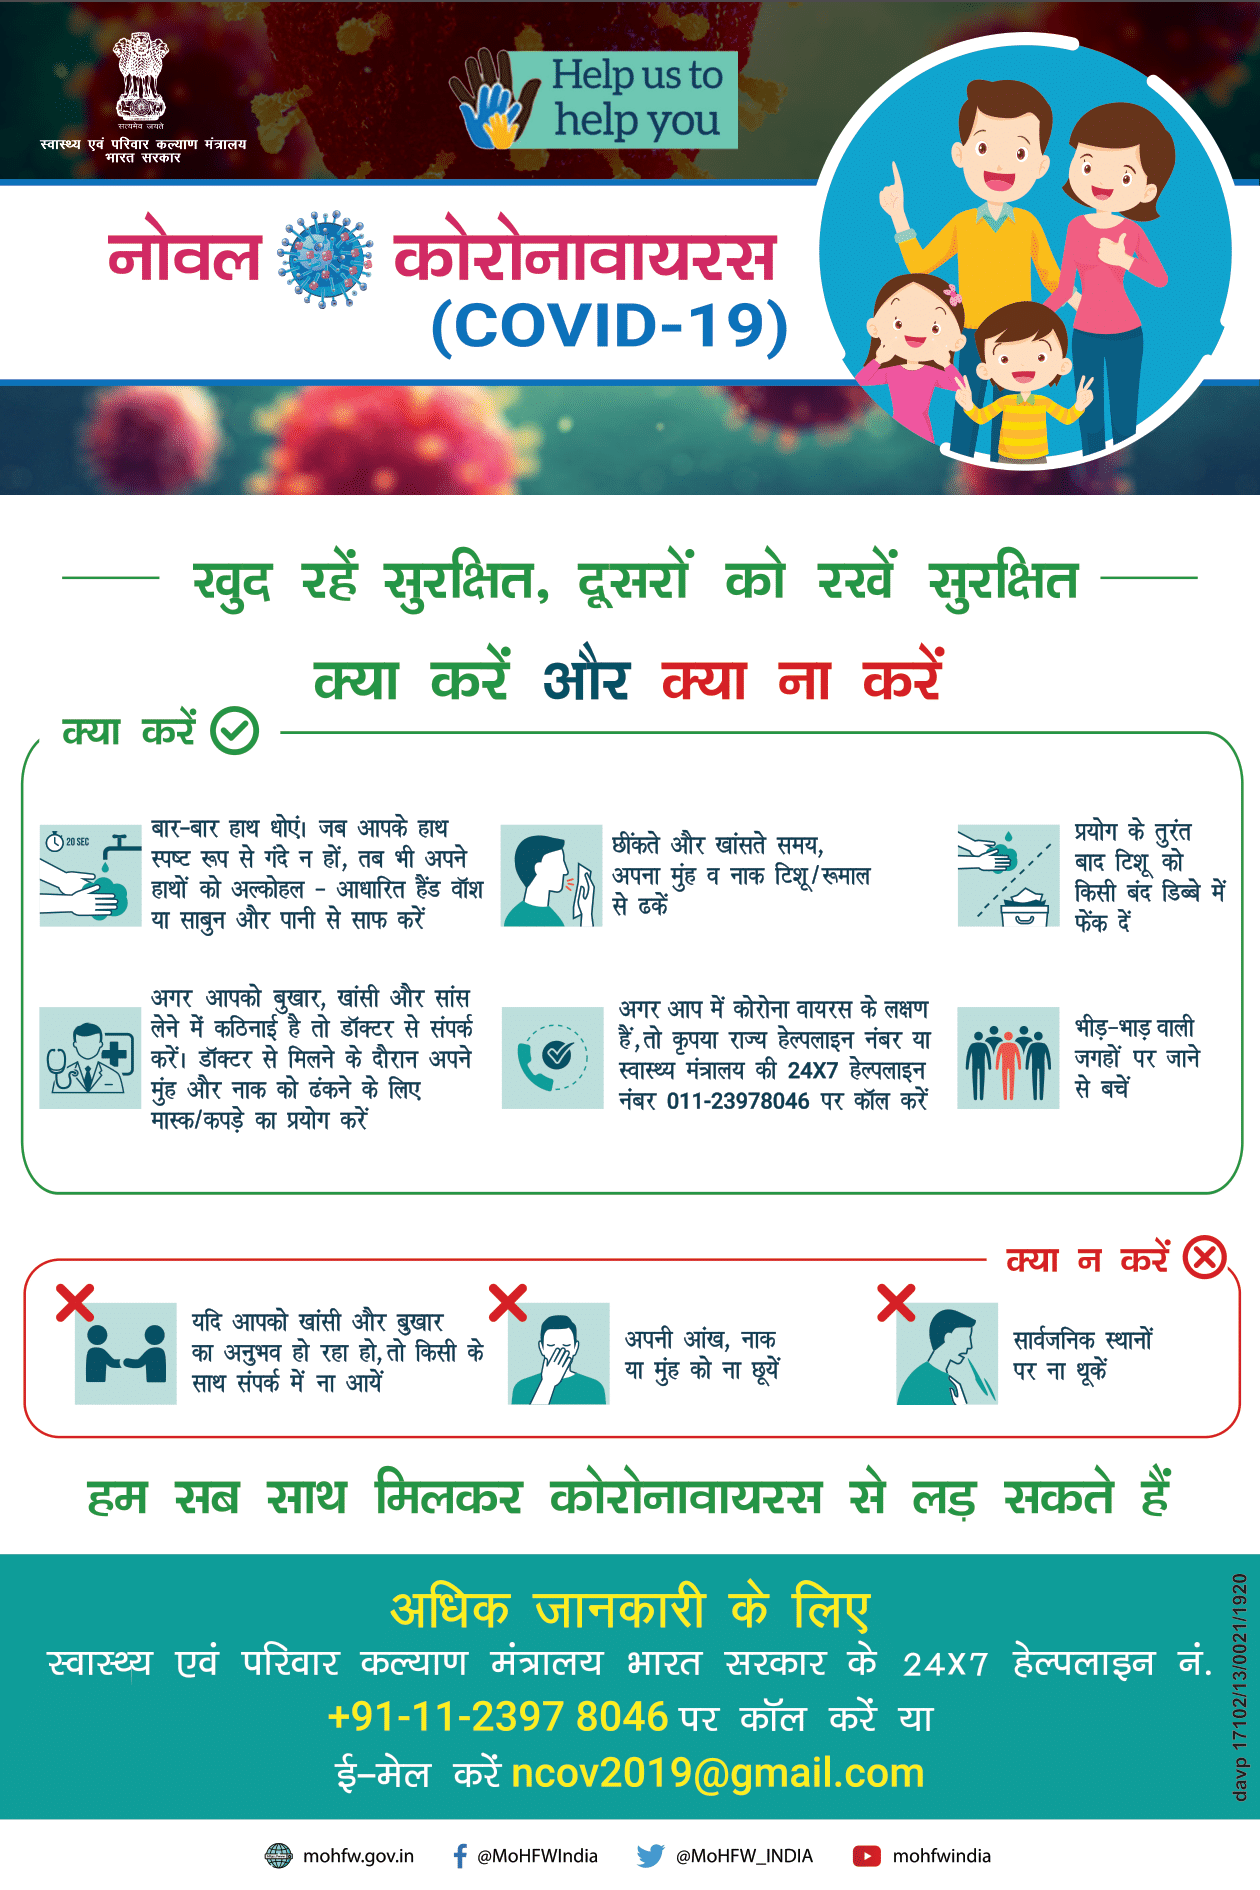 सत्यमेव जयते
स्वास्थ्य एवं परिवार कल्याण मंत्रालय
भारत सरकार
Help us to
help you
नोवल कोरोनावायरस
(COVID-19)
खुद रहें सुरक्षित, दूसरों को रखें सुरक्षित
क्या करें और क्या ना करें
क्या करें
20 SEC
बार-बार हाथ धोएं। जब आपके हाथ
स्पष्ट रूप से गंदे न हों, तब भी अपने
हाथों को अल्कोहल - आधारित हैंड वॉश
या साबुन और पानी से साफ करें
छींकते और खांसते समय,
अपना मुंह व नाक टिशू/रूमाल
से ढकें
प्रयोग के तुरंत
बाद टिशू को
किसी बंद डिब्बे में
फेंक दें
अगर आपको बुखार, खांसी और सांस
लेने में कठिनाई है तो डॉक्टर से संपर्क
करें। डॉक्टर से मिलने के दौरान अपने
मुंह और नाक को ढंकने के लिए
मास्क/कपड़े का प्रयोग करें
अगर आप में कोरोना वायरस के लक्षण
हैं, तो कृपया राज्य हेल्पलाइन नंबर या
स्वास्थ्य मंत्रालय की 24X7 हेल्पलाइन
नंबर 011-23978046 पर कॉल करें
भीड़-भाड़ वाली
जगहों पर जाने
से बचें
क्या न करें
यदि आपको खांसी और बुखार
का अनुभव हो रहा हो, तो किसी के
साथ संपर्क में ना आयें
अपनी आंख, नाक
या मुंह को ना छूयें
सार्वजनिक स्थानों
पर ना थूकें
हम सब साथ मिलकर कोरोनावायरस से लड़ सकते हैं
अधिक जानकारी के लिए
स्वास्थ्य एवं परिवार कल्याण मंत्रालय भारत सरकार के 24X7 हेल्पलाइन नं.
+91-11-2397 8046 पर कॉल करें या
ई-मेल करें ncov2019@gmail.com
davp 17102/13/0021/1920
mohfw.gov.in @MoHFWIndia @MoHFW_INDIA mohfwindia